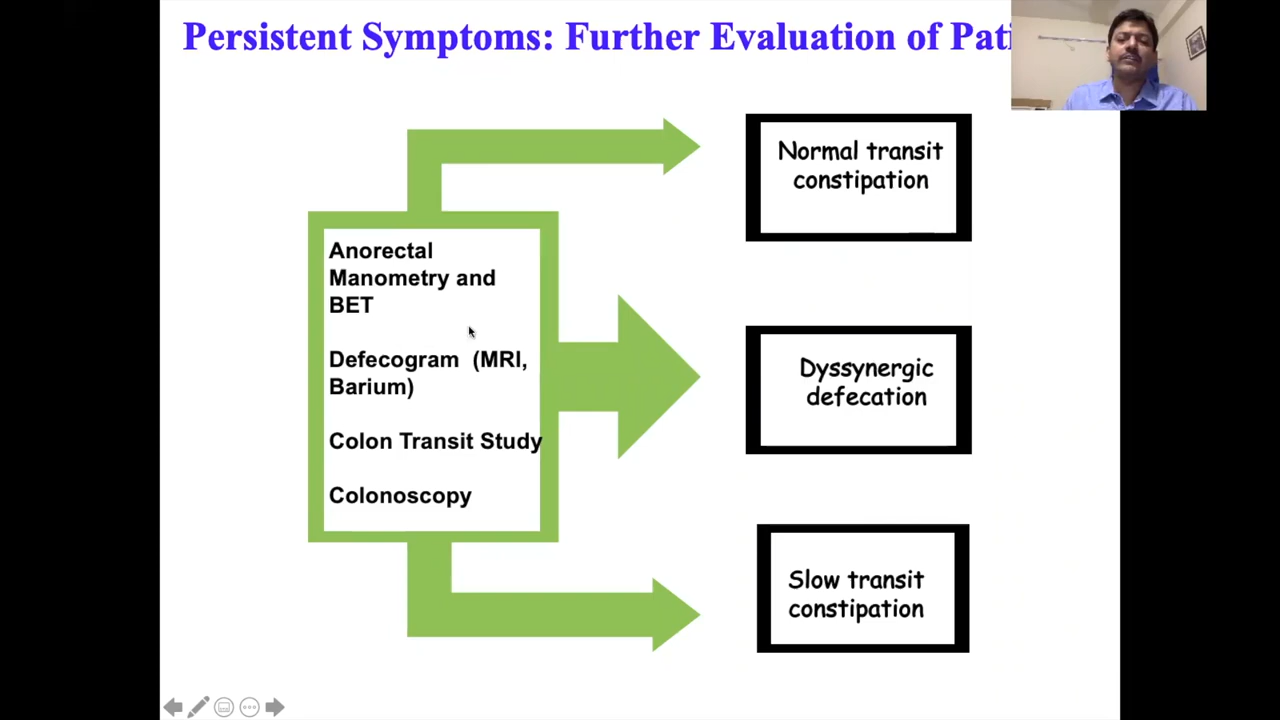 Persistent Symptoms: Further Evaluation of Pati
Anorectal
Manometry and
BET
Defecogram (MRI,
Barium)
Colon Transit Study
Colonoscopy
Normal transit
constipation
Dyssynergic
defecation
Slow transit
constipation